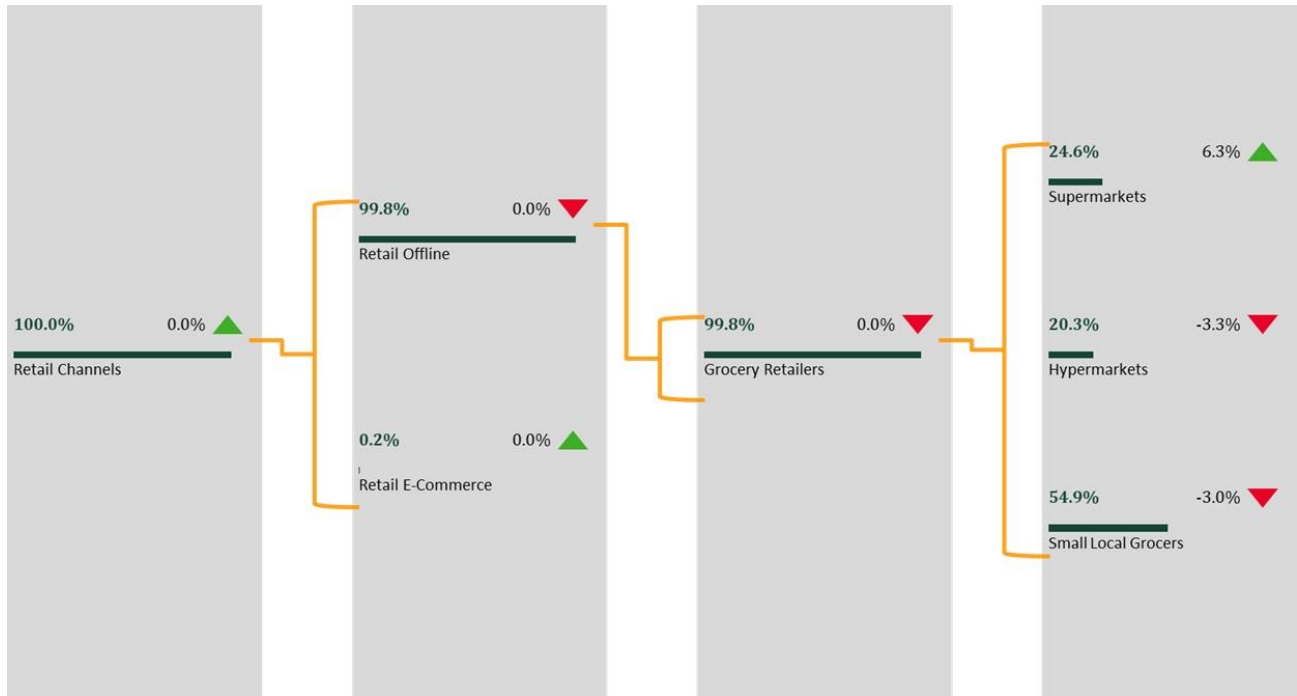 100.0% 0.0%
Retail Channels
99.8% 0.0%
Retail Offline
0.2% 0.0%
Retail E-Commerce
99.8% 0.0%
Grocery Retailers
24.6% 6.3%
Supermarkets
20.3% -3.3%
Hypermarkets
54.9% -3.0%
Small Local Grocers